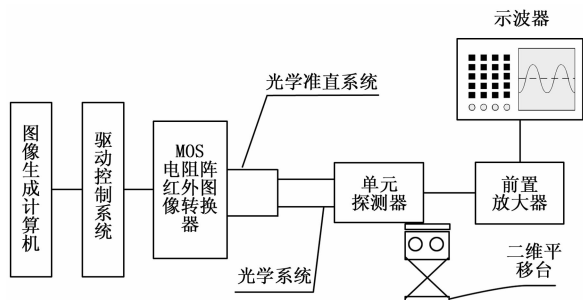 示波器
光学准直系统
图像生成计算机
驱动控制系统
MOS
电阻阵
红外图
像转换
器
单元
探测器
前置
放大器
光学系统
二维平
移台